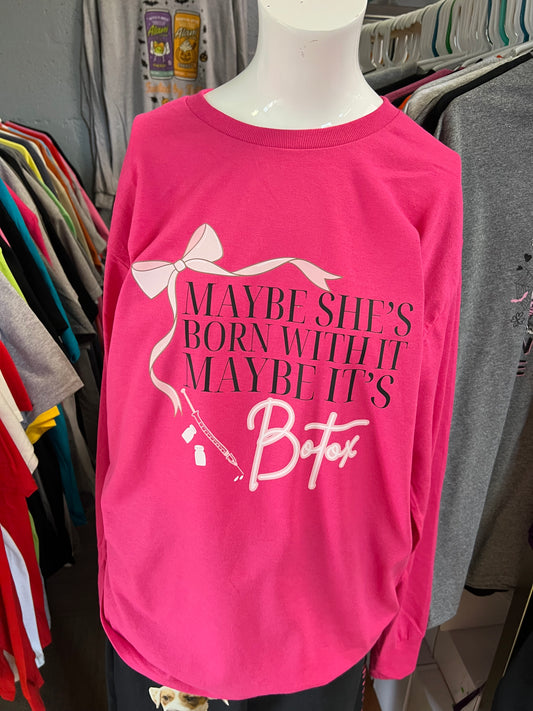 MAYBE SHE'S
BORN WITH IT
MAYBE IT'S
Botox